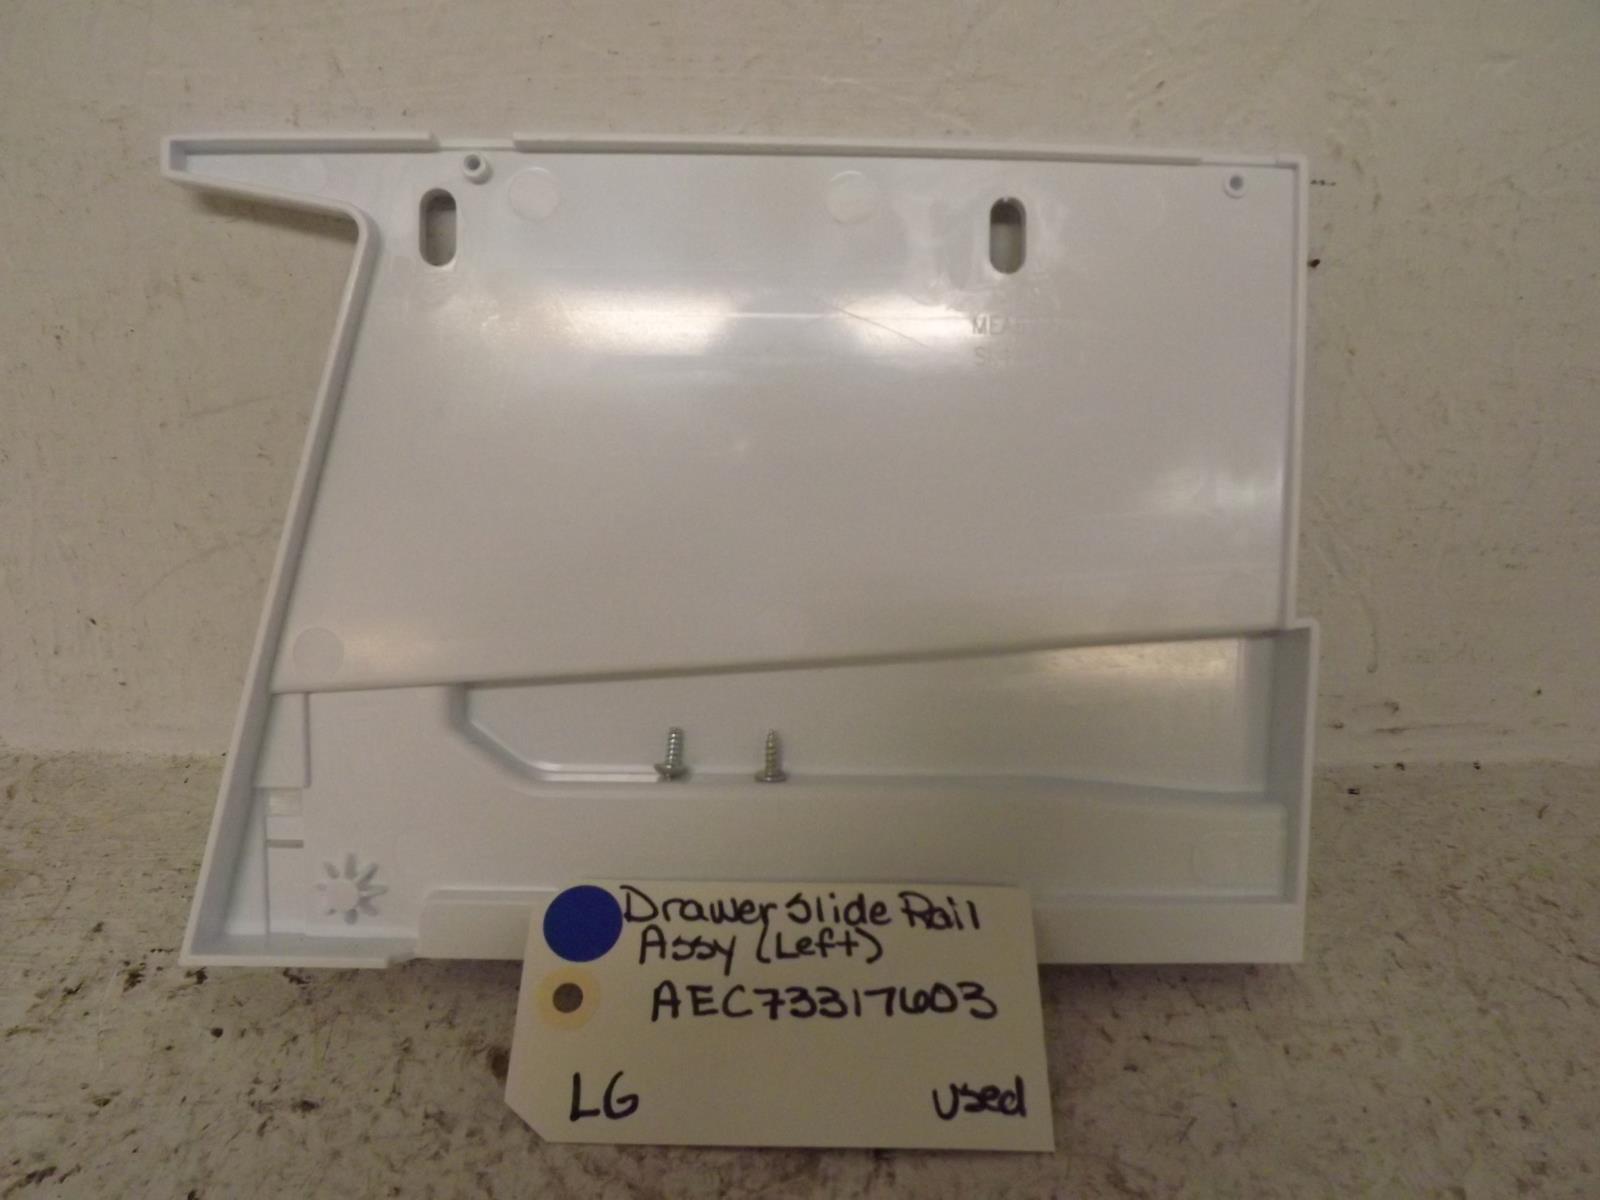 Drawer Slide Rail
Assy (Left)
AEC73317603
LG
used